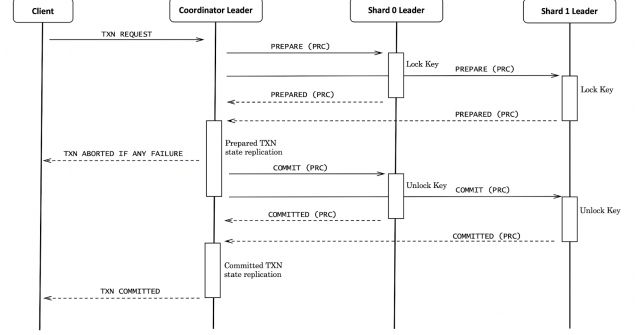 Client
Coordinator Leader
Shard 0 Leader
Shard 1 Leader
TXN REQUEST
PREPARE (PRC)
Lock Key
PREPARE (PRC)
Lock Key
PREPARED (PRC)
PREPARED (PRC)
Prepared TXN
state replication
TXN ABORTED IF ANY FAILURE
COMMIT (PRC)
Unlock Key
COMMIT (PRC)
Unlock Key
COMMITTED (PRC)
COMMITTED (PRC)
Committed TXN
state replication
TXN COMMITTED